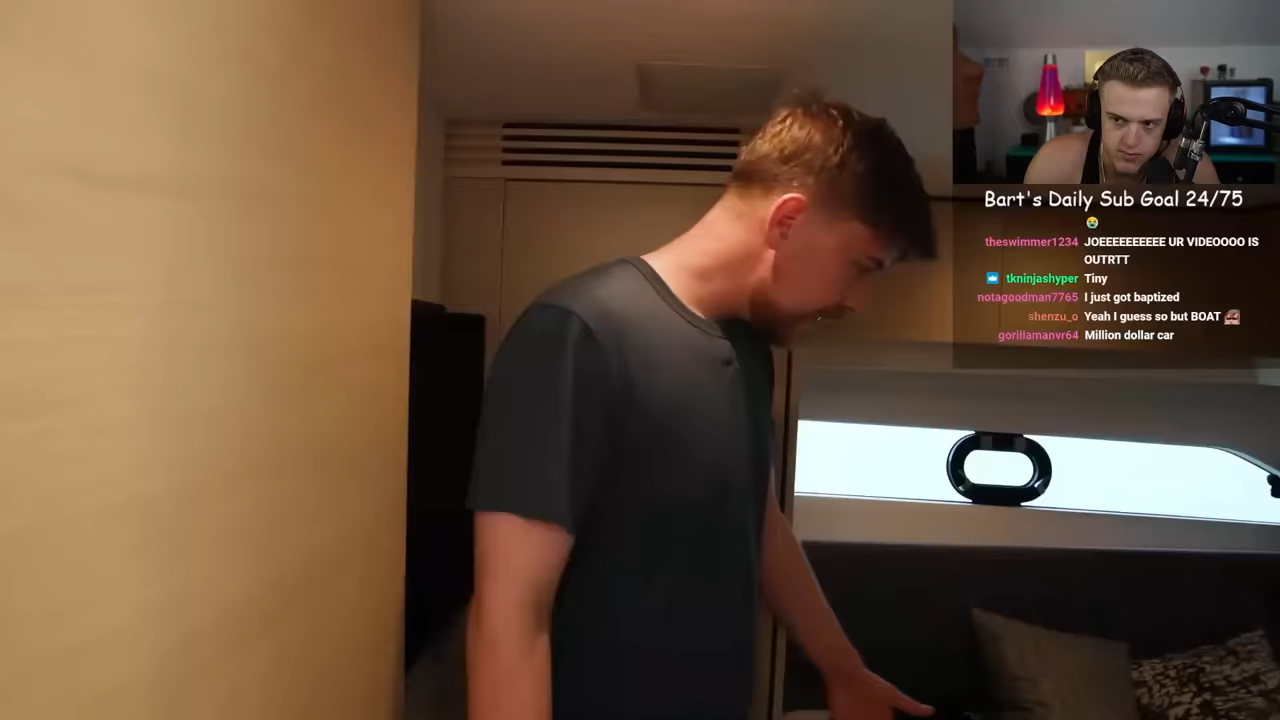 Bart's Daily Sub Goal 24/75
😭
theswimmer1234 JOEEEEEEEEEE UR VIDEOOOO IS
OUTRTT
tkninjashyper Tiny
notagoodman7765 I just got baptized
shenzu_o Yeah I guess so but BOAT
gorillamanvr64 Million dollar car